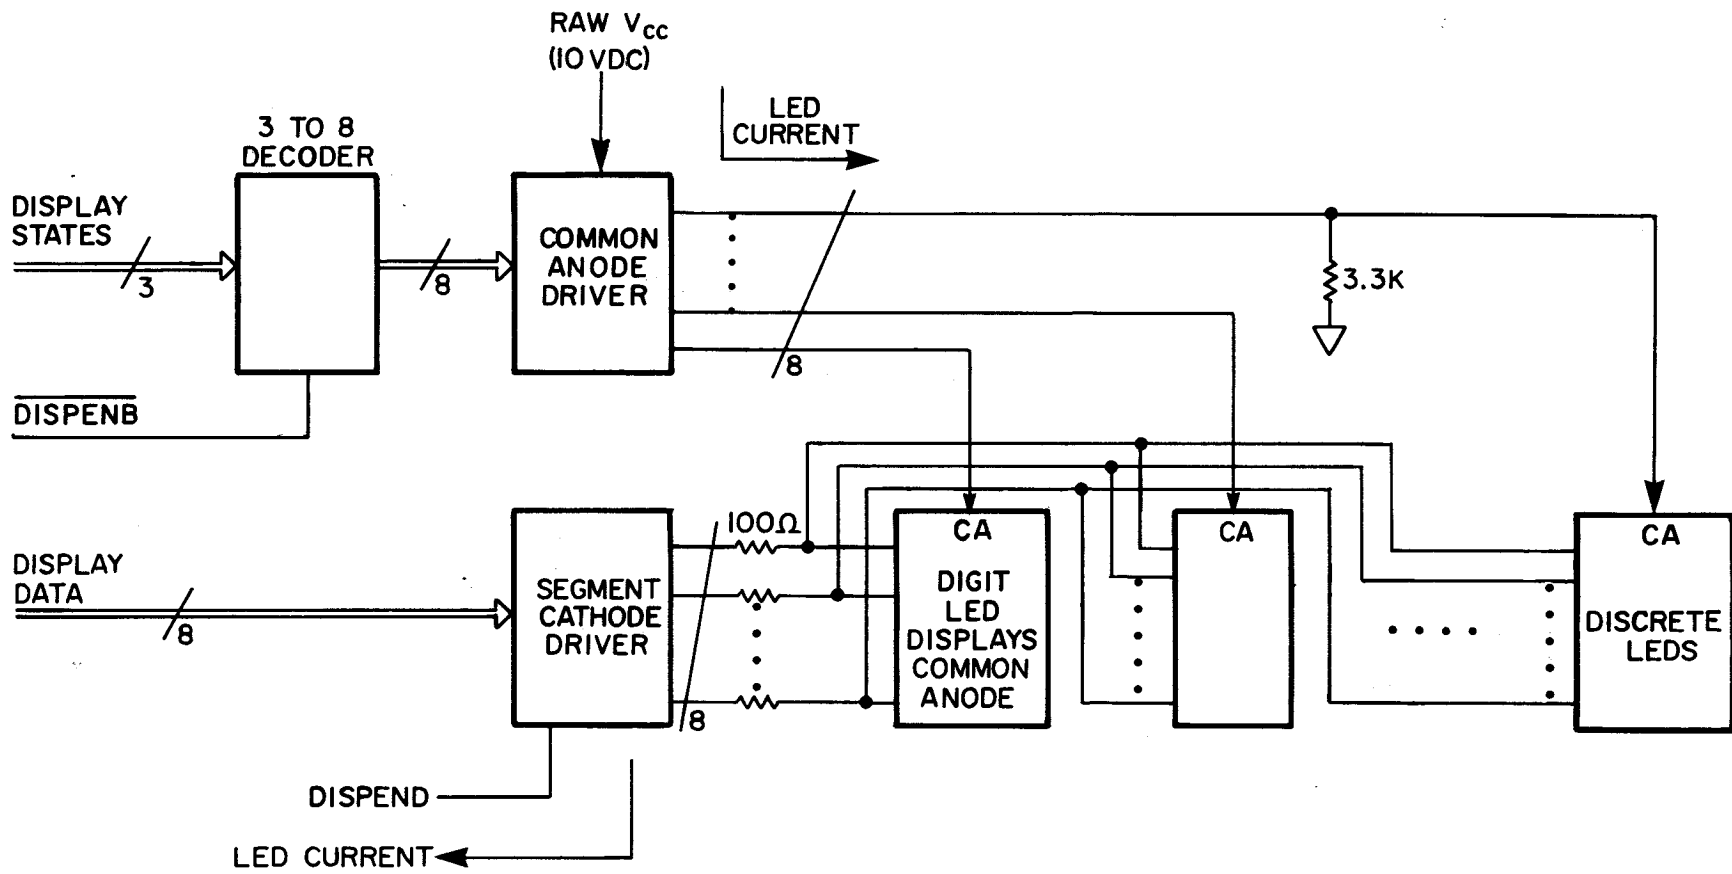 RAW VCC
(10 VDC)
LED
CURRENT
3 TO 8
DECODER
DISPLAY
STATES
3
8
COMMON
ANODE
DRIVER
8
3.3K
DISPENB
100Ω
CA
CA
CA
DISPLAY
DATA
8
SEGMENT
CATHODE
DRIVER
8
DIGIT
LED
DISPLAYS
COMMON
ANODE
DISCRETE
LEDS
DISPEND
LED CURRENT